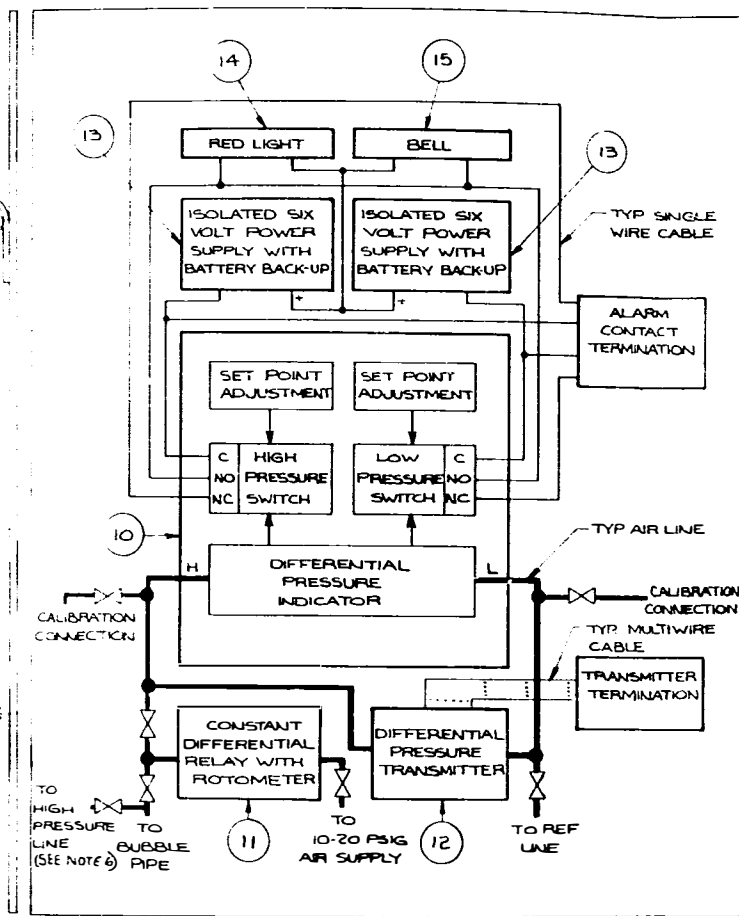 14
15
13
RED LIGHT
BELL
13
ISOLATED SIX
VOLT POWER
SUPPLY WITH
BATTERY BACK-UP
ISOLATED SIX
VOLT POWER
SUPPLY WITH
BATTERY BACK-UP
TYP SINGLE
WIRE CABLE
+
+
ALARM
CONTACT
TERMINATION
SET POINT
ADJUSTMENT
SET POINT
ADJUSTMENT
C
NO
NC
HIGH
PRESSURE
SWITCH
LOW
PRESSURE
SWITCH
C
NO
NC
10
TYP AIR LINE
H
DIFFERENTIAL
PRESSURE
INDICATOR
L
CALIBRATION
CONNECTION
CALIBRATION
CONNECTION
TYP MULTIWIRE
CABLE
TRANSMITTER
TERMINATION
CONSTANT
DIFFERENTIAL
RELAY WITH
ROTOMETER
DIFFERENTIAL
PRESSURE
TRANSMITTER
TO
HIGH
PRESSURE
LINE
(SEE NOTE 6)
TO
BUBBLE
PIPE
11
TO
10-20 PSIG
AIR SUPPLY
12
TO REF
LINE